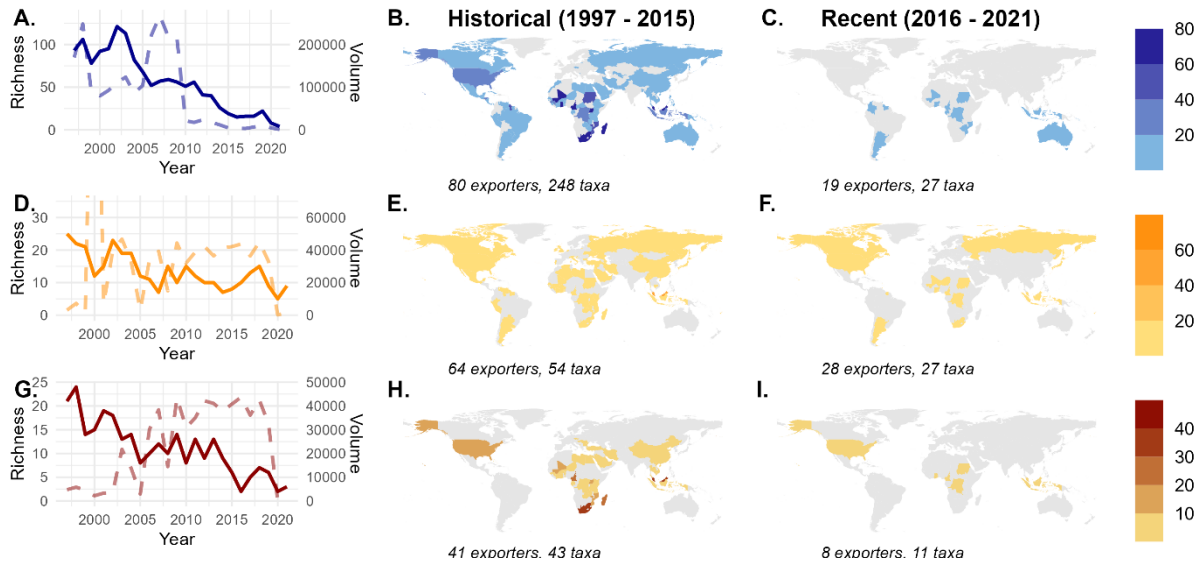 A.
Richness
100
50
0
200000
100000
0
Volume
2000 2005 2010 2015 2020
Year
B. Historical (1997 - 2015)
80 exporters, 248 taxa
C. Recent (2016 - 2021)
19 exporters, 27 taxa
80
60
40
20
D.
Richness
30
20
10
0
60000
40000
20000
0
Volume
2000 2005 2010 2015 2020
Year
E.
64 exporters, 54 taxa
F.
28 exporters, 27 taxa
60
40
20
G.
Richness
25
20
15
10
5
0
50000
40000
30000
20000
10000
0
Volume
2000 2005 2010 2015 2020
Year
H.
41 exporters, 43 taxa
I.
8 exporters, 11 taxa
40
30
20
10